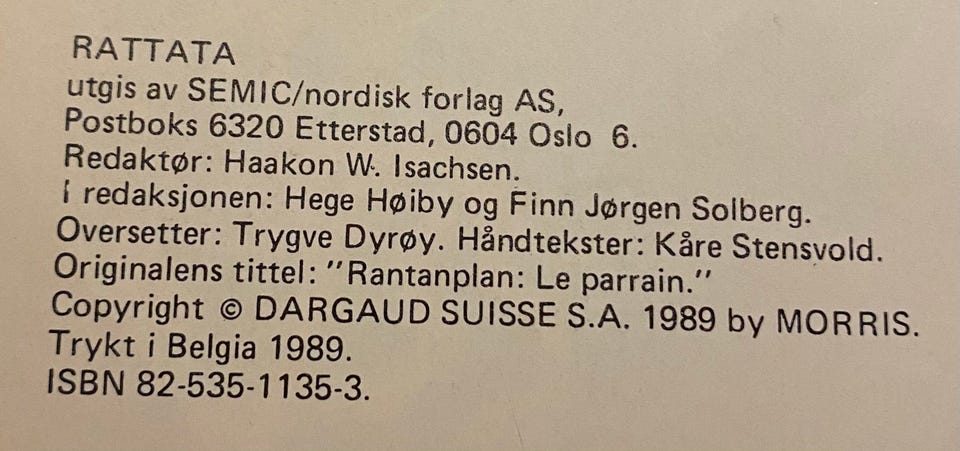 RATTATA
utgis av SEMIC/nordisk forlag AS,
Postboks 6320 Etterstad, 0604 Oslo 6.
Redaktør: Haakon W. Isachsen.
I redaksjonen: Hege Høiby og Finn Jørgen Solberg.
Oversetter: Trygve Dyrøy. Håndtekster: Kåre Stensvold.
Originalens tittel: "Rantanplan: Le parrain."
Copyright © DARGAUD SUISSE S.A. 1989 by MORRIS.
Trykt i Belgia 1989.
ISBN 82-535-1135-3.